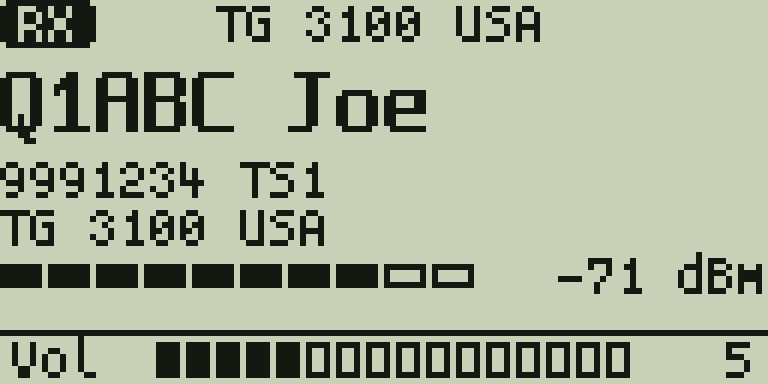 RX TG 3100 USA
Q1ABC Joe
9991234 TS1
TG 3100 USA
-71 dBm
Vol 5